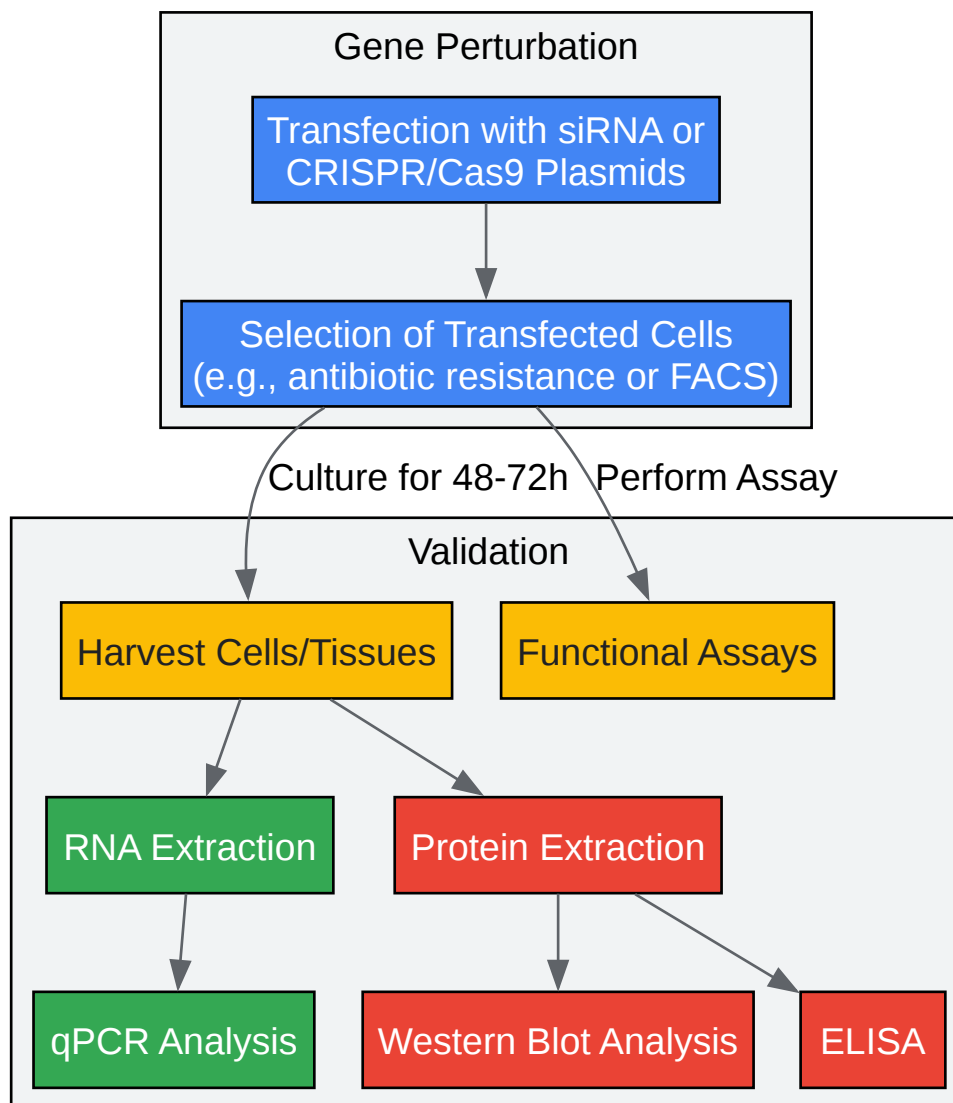 Gene Perturbation
Transfection with siRNA or
CRISPR/Cas9 Plasmids
Selection of Transfected Cells
(e.g., antibiotic resistance or FACS)
Culture for 48-72h
Perform Assay
Validation
Harvest Cells/Tissues
Functional Assays
RNA Extraction
Protein Extraction
qPCR Analysis
Western Blot Analysis
ELISA